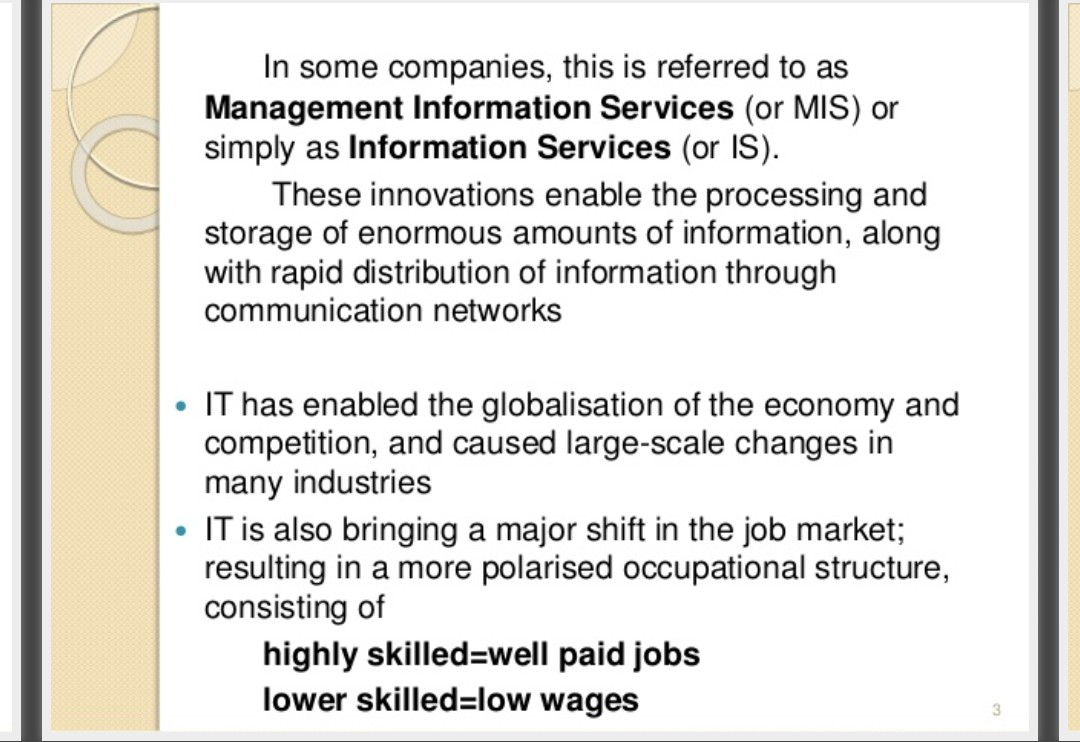 In some companies, this is referred to as
Management Information Services (or MIS) or
simply as Information Services (or IS).
These innovations enable the processing and
storage of enormous amounts of information, along
with rapid distribution of information through
communication networks
• IT has enabled the globalisation of the economy and
competition, and caused large-scale changes in
many industries
• IT is also bringing a major shift in the job market;
resulting in a more polarised occupational structure,
consisting of
highly skilled=well paid jobs
lower skilled=low wages
3